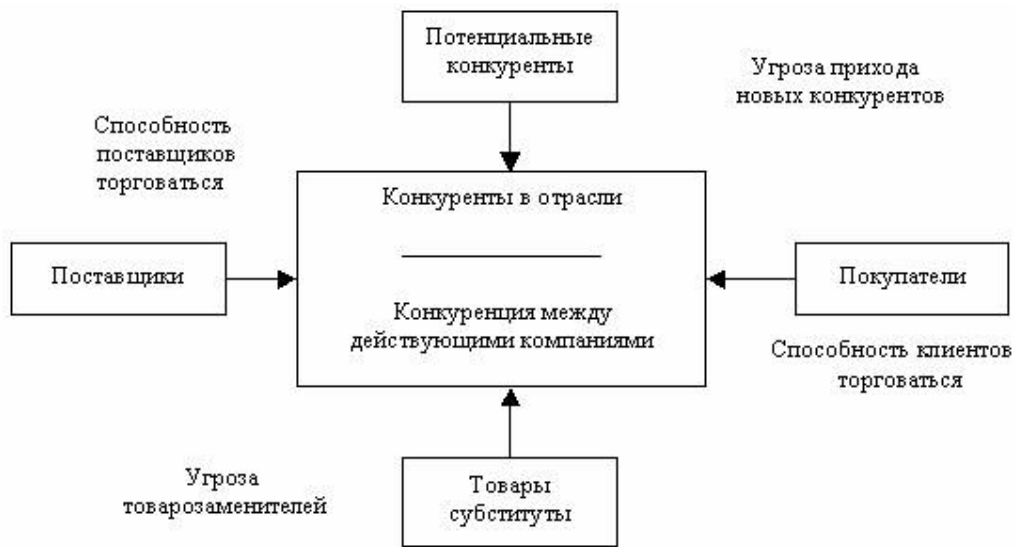 Потенциальные
конкуренты
Угроза прихода
новых конкурентов
Способность
поставщиков
торговаться
Конкуренты в отрасли
Поставщики
Покупатели
Конкуренция между
действующими компаниями
Способность клиентов
торговаться
Угроза
товарозаменителей
Товары
субституты